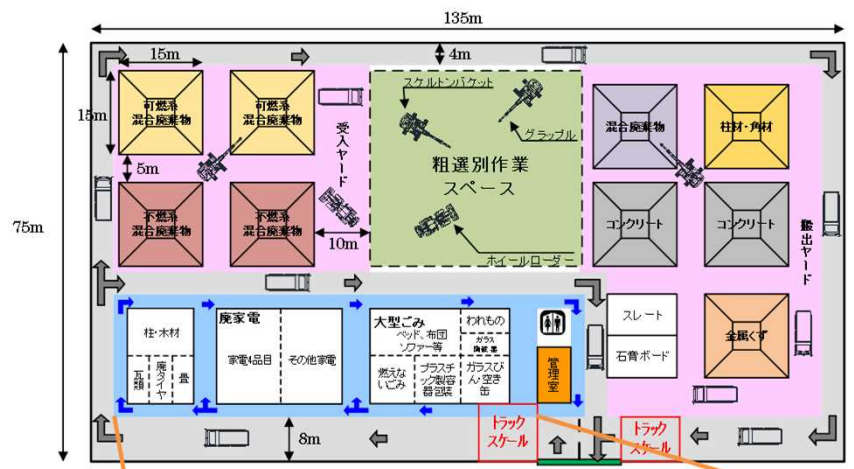 135m
75m
15m
4m
15m
5m
10m
8m
可燃系
混合廃棄物
可燃系
混合廃棄物
不燃系
混合廃棄物
不燃系
混合廃棄物
受入ヤード
スケルトンバケット
グラップル
粗選別作業
スペース
ホイールローダー
混合廃棄物
柱材・角材
コンクリート
コンクリート
搬出ヤード
スレート
石膏ボード
金属くず
柱・木材
瓦類
廃タイヤ
畳
廃家電
家電4品目
その他家電
大型ごみ
ベッド、布団
ソファー等
われもの
ガラス
陶磁器
燃えな
いごみ
プラスチ
ック製容
器包装
ガラスび
ん・空き
缶
管理室
トラック
スケール
トラック
スケール